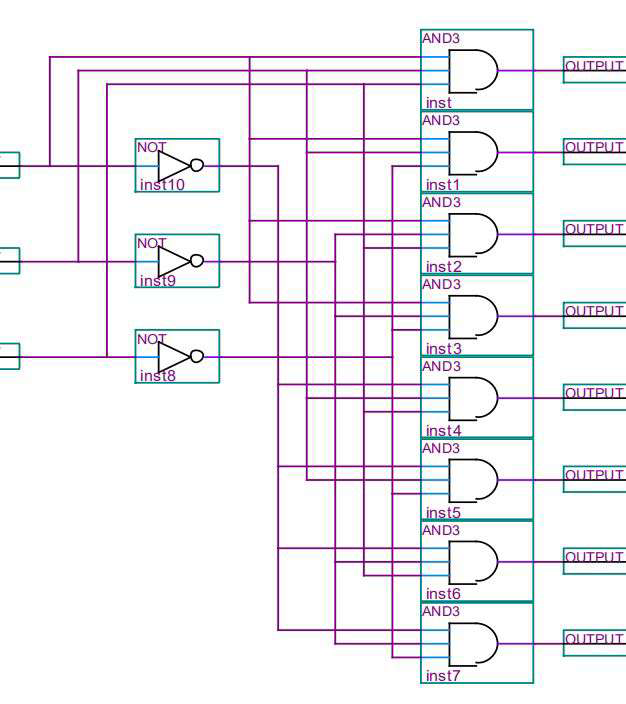 AND3
OUTPUT
inst
AND3
OUTPUT
inst1
NOT
inst10
AND3
OUTPUT
inst2
NOT
inst9
AND3
OUTPUT
inst3
NOT
inst8
AND3
OUTPUT
inst4
AND3
OUTPUT
inst5
AND3
OUTPUT
inst6
AND3
OUTPUT
inst7